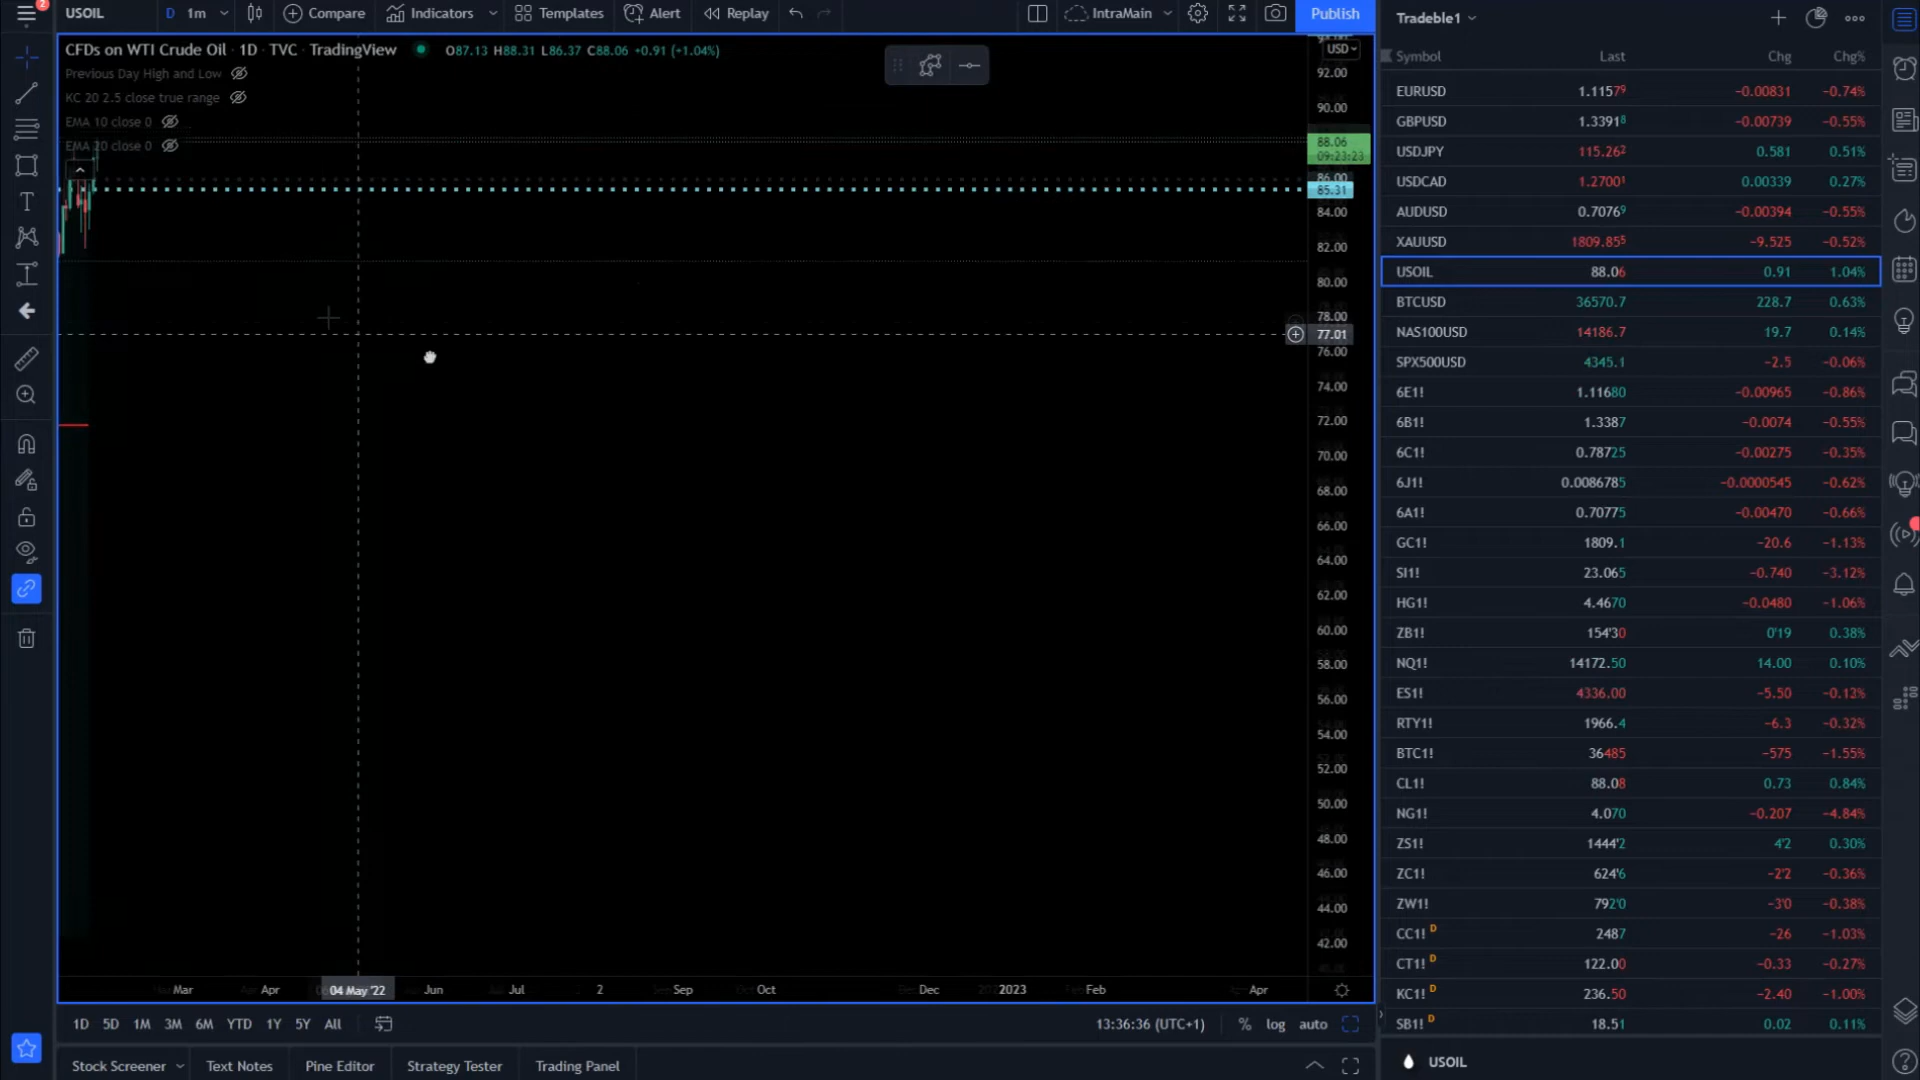 2
USOIL D 1m Compare Indicators Templates Alert Replay IntraMain Publish
CFDs on WTI Crude Oil · 1D · TVC · TradingView O87.13 H88.31 L86.37 C88.06 +0.91 (+1.04%)
Previous Day High and Low
KC 20 2.5 close true range
EMA 10 close 0
EMA 20 close 0
USD
92.00
90.00
88.06
09:23:23
86.00
85.31
84.00
82.00
80.00
78.00
77.01
76.00
74.00
72.00
70.00
68.00
66.00
64.00
62.00
60.00
58.00
56.00
54.00
52.00
50.00
48.00
46.00
44.00
42.00
Mar Apr 04 May '22 Jun Jul 2 Sep Oct Dec 2023 Feb Apr
1D 5D 1M 3M 6M YTD 1Y 5Y All 13:36:36 (UTC+1) % log auto
Stock Screener Text Notes Pine Editor Strategy Tester Trading Panel
Tradeble1
Symbol Last Chg Chg%
EURUSD 1.11579 −0.00831 −0.74%
GBPUSD 1.33918 −0.00739 −0.55%
USDJPY 115.262 0.581 0.51%
USDCAD 1.27001 0.00339 0.27%
AUDUSD 0.70769 −0.00394 −0.55%
XAUUSD 1809.855 −9.525 −0.52%
USOIL 88.06 0.91 1.04%
BTCUSD 36570.7 228.7 0.63%
NAS100USD 14186.7 19.7 0.14%
SPX500USD 4345.1 −2.5 −0.06%
6E1! 1.11680 −0.00965 −0.86%
6B1! 1.3387 −0.0074 −0.55%
6C1! 0.78725 −0.00275 −0.35%
6J1! 0.0086785 −0.0000545 −0.62%
6A1! 0.70775 −0.00470 −0.66%
GC1! 1809.1 −20.6 −1.13%
SI1! 23.065 −0.740 −3.12%
HG1! 4.4670 −0.0480 −1.06%
ZB1! 154'30 0'19 0.38%
NQ1! 14172.50 14.00 0.10%
ES1! 4336.00 −5.50 −0.13%
RTY1! 1966.4 −6.3 −0.32%
BTC1! 36485 −575 −1.55%
CL1! 88.08 0.73 0.84%
NG1! 4.070 −0.207 −4.84%
ZS1! 1444'2 4'2 0.30%
ZC1! 624'6 −2'2 −0.36%
ZW1! 792'0 −3'0 −0.38%
CC1! D 2487 −26 −1.03%
CT1! D 122.00 −0.33 −0.27%
KC1! D 236.50 −2.40 −1.00%
SB1! D 18.51 0.02 0.11%
USOIL